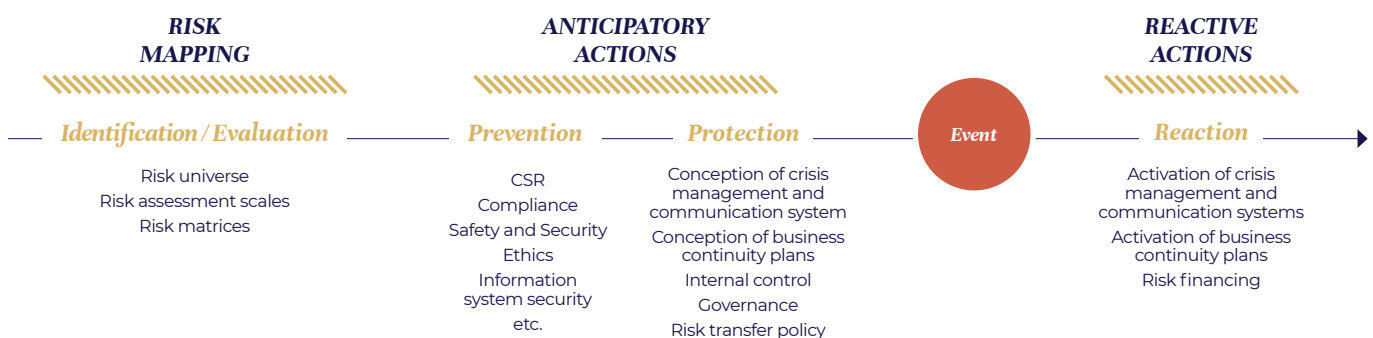 RISK
MAPPING
ANTICIPATORY
ACTIONS
REACTIVE
ACTIONS
Identification / Evaluation
Prevention
Protection
Event
Reaction
Risk universe
Risk assessment scales
Risk matrices
CSR
Compliance
Safety and Security
Ethics
Information
system security
etc.
Conception of crisis
management and
communication system
Conception of business
continuity plans
Internal control
Governance
Risk transfer policy
Activation of crisis
management and
communication systems
Activation of business
continuity plans
Risk financing